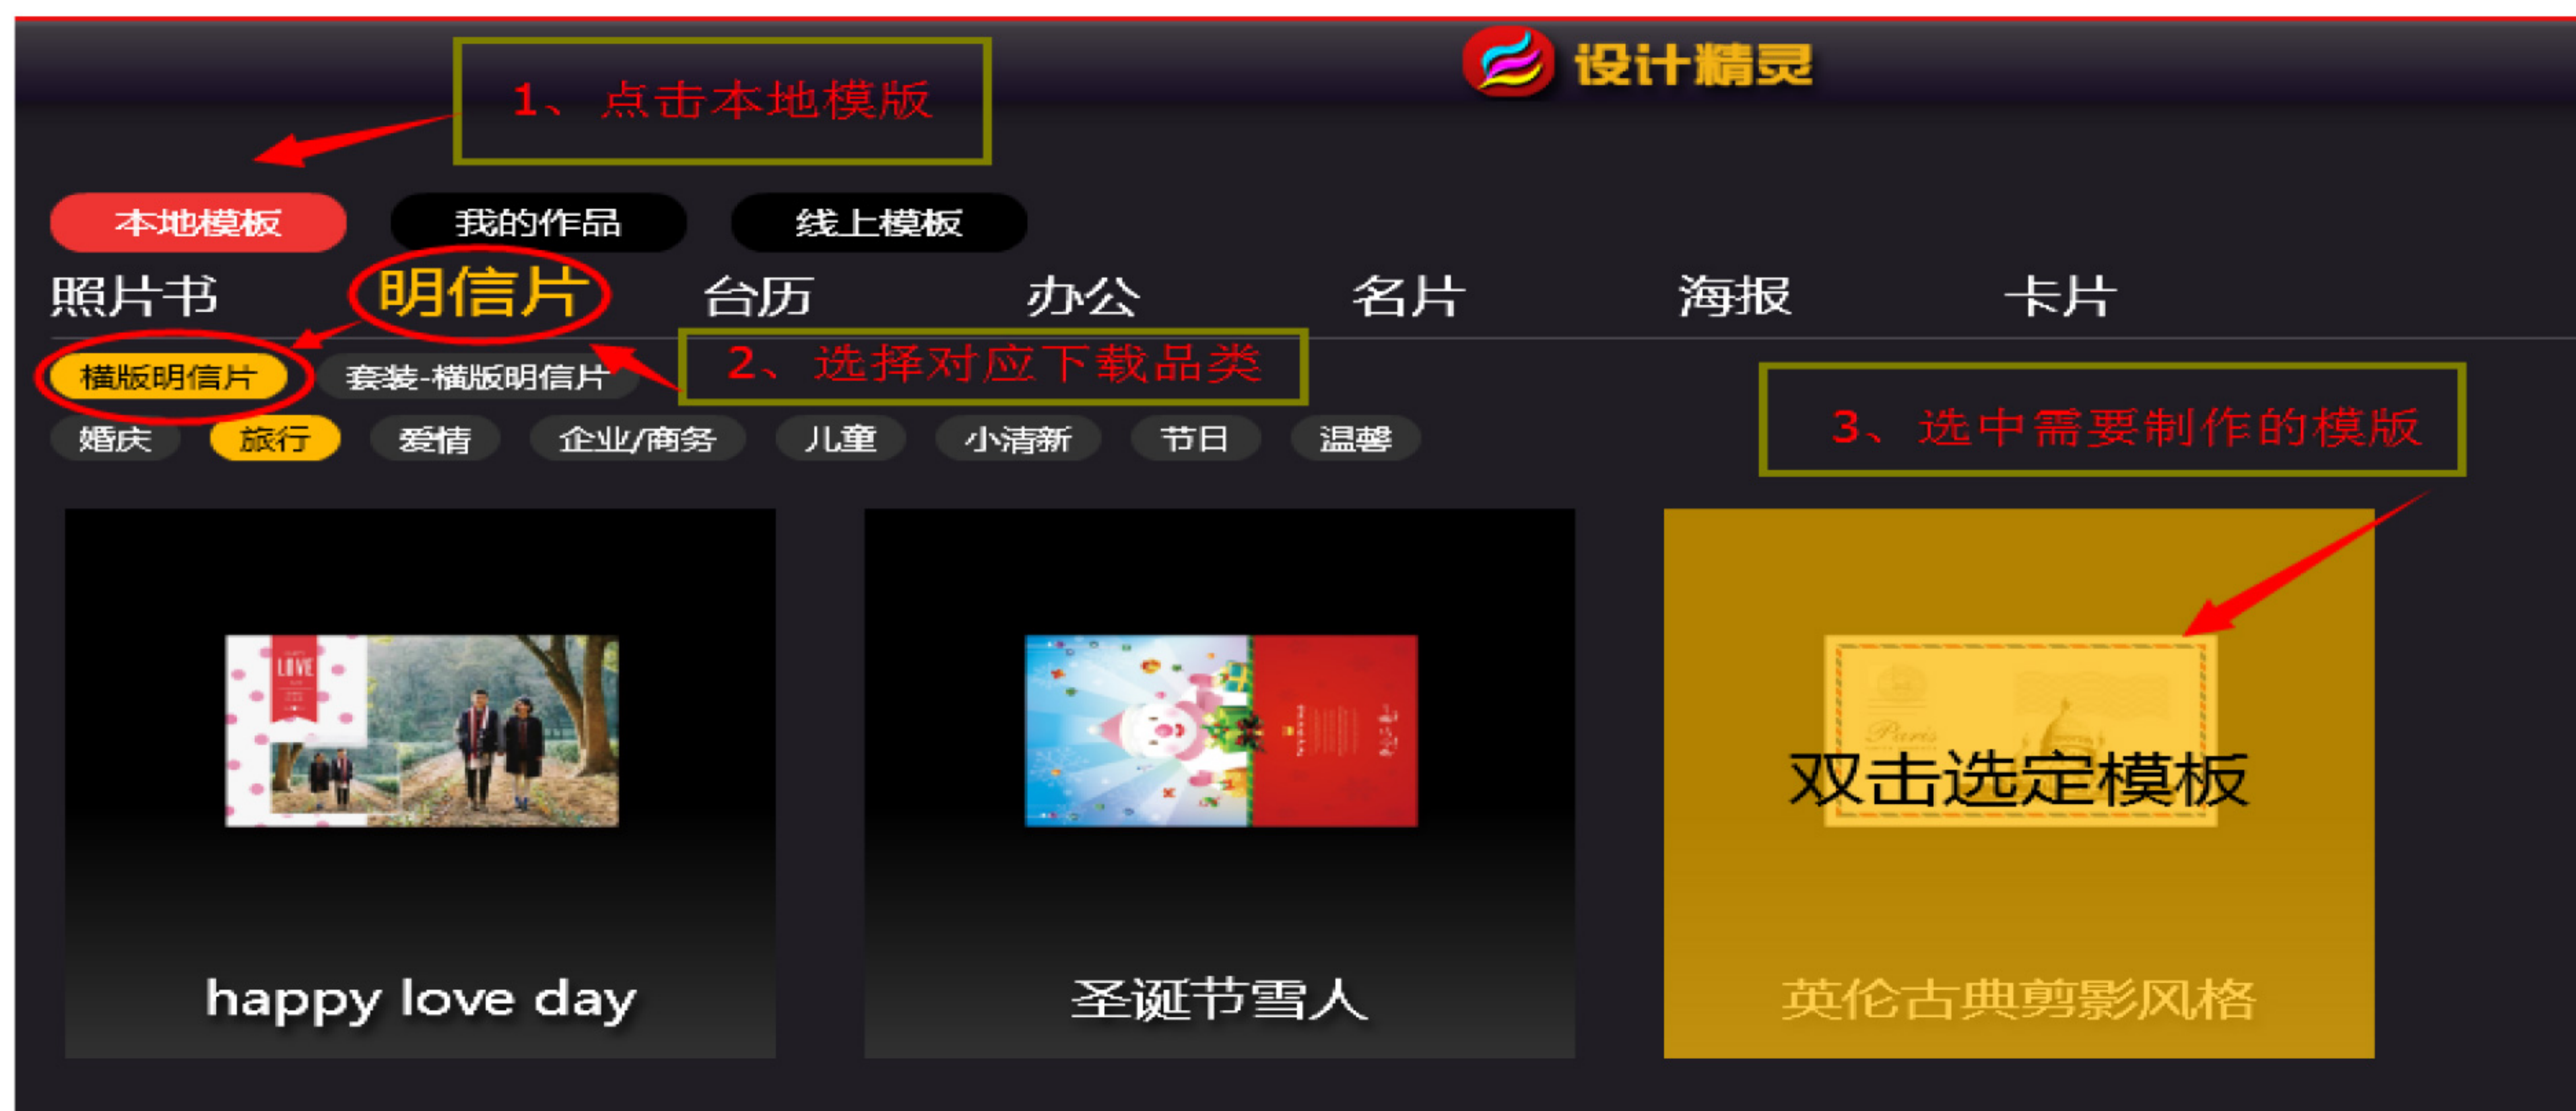 设计精灵
1、点击本地模版
本地模板 我的作品 线上模板
照片书 明信片 台历 办公 名片 海报 卡片
2、选择对应下载品类
横版明信片 套装-横版明信片
3、选中需要制作的模版
婚庆 旅行 爱情 企业/商务 儿童 小清新 节日 温馨
LOVE
Paris
双击选定模板
happy love day 圣诞节雪人 英伦古典剪影风格